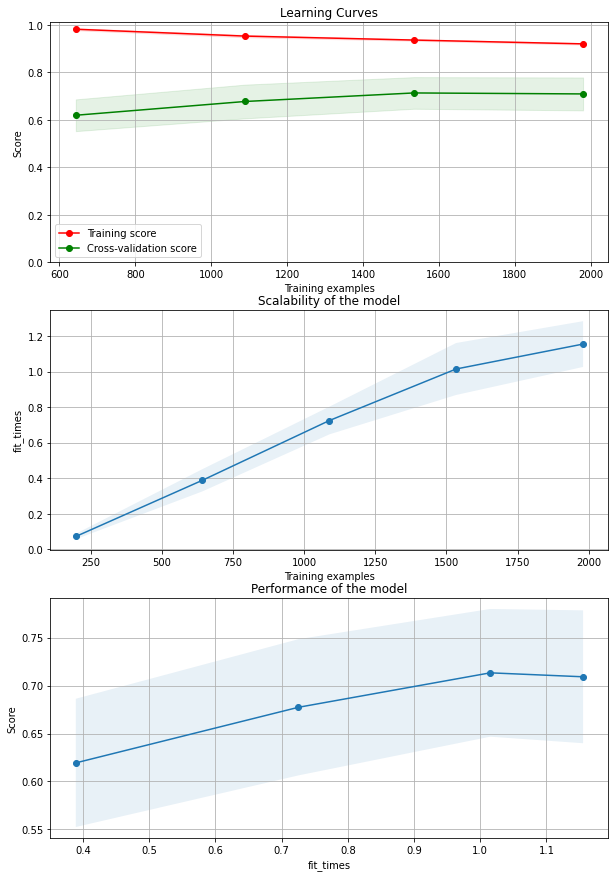 Learning Curves
1.0
0.8
0.6
0.4
0.2
0.0
Score
Training score
Cross-validation score
600 800 1000 1200 1400 1600 1800 2000
Training examples
Scalability of the model
1.2
1.0
0.8
0.6
0.4
0.2
0.0
fit_times
250 500 750 1000 1250 1500 1750 2000
Training examples
Performance of the model
0.75
0.70
0.65
0.60
0.55
Score
0.4 0.5 0.6 0.7 0.8 0.9 1.0 1.1
fit_times